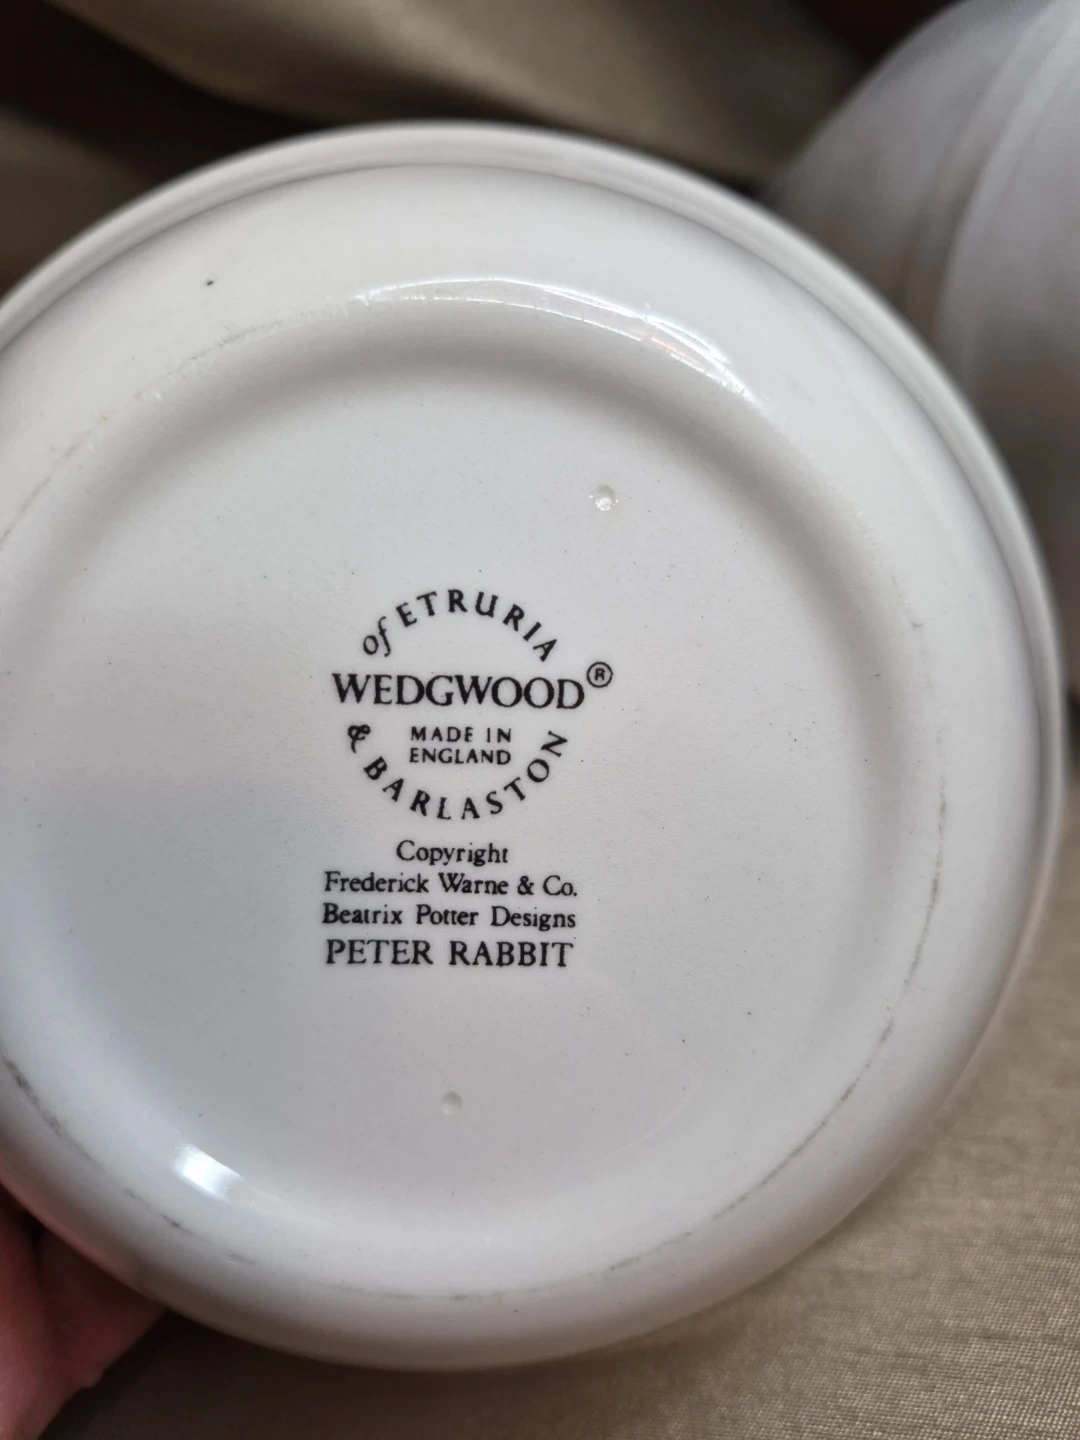 of ETRURIA
WEDGWOOD®
MADE IN
ENGLAND
& BARLASTON
Copyright
Frederick Warne & Co.
Beatrix Potter Designs
PETER RABBIT